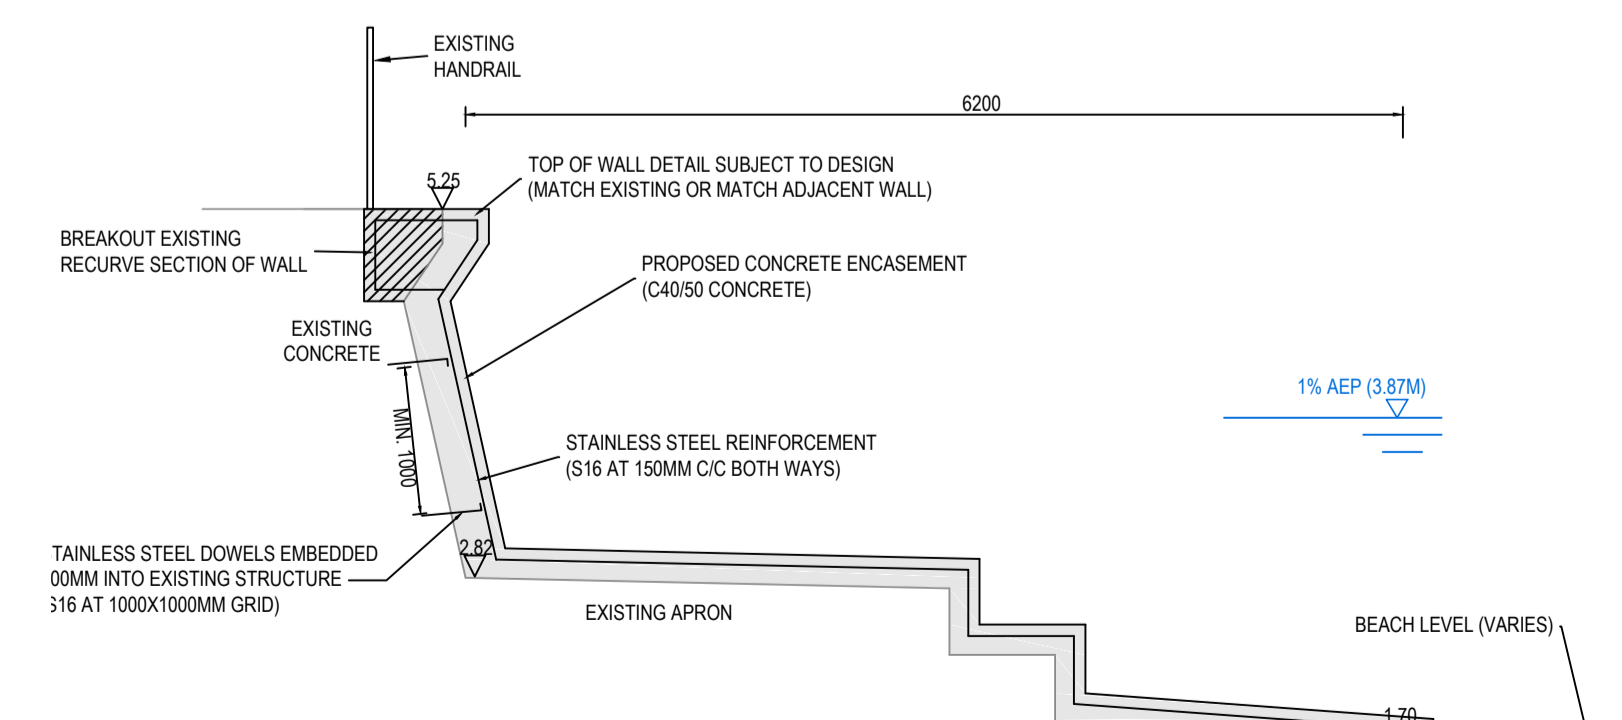 EXISTING
HANDRAIL
6200
TOP OF WALL DETAIL SUBJECT TO DESIGN
(MATCH EXISTING OR MATCH ADJACENT WALL)
5.25
BREAKOUT EXISTING
RECURVE SECTION OF WALL
PROPOSED CONCRETE ENCASEMENT
(C40/50 CONCRETE)
EXISTING
CONCRETE
1% AEP (3.87M)
MIN. 1000
STAINLESS STEEL REINFORCEMENT
(S16 AT 150MM C/C BOTH WAYS)
2.82
TAINLESS STEEL DOWELS EMBEDDED
00MM INTO EXISTING STRUCTURE
S16 AT 1000X1000MM GRID)
EXISTING APRON
BEACH LEVEL (VARIES)
1.70